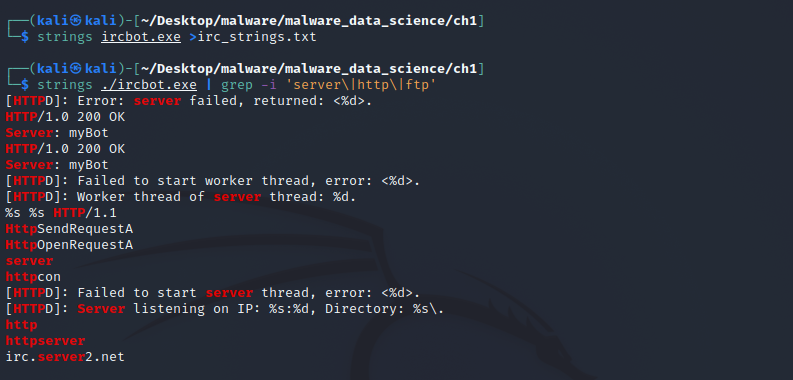 ┌──(kali㉿kali)-[~/Desktop/malware/malware_data_science/ch1]
└─$ strings ircbot.exe >irc_strings.txt
┌──(kali㉿kali)-[~/Desktop/malware/malware_data_science/ch1]
└─$ strings ./ircbot.exe | grep -i 'server\|http\|ftp'
[HTTPD]: Error: server failed, returned: <%d>.
HTTP/1.0 200 OK
Server: myBot
HTTP/1.0 200 OK
Server: myBot
[HTTPD]: Failed to start worker thread, error: <%d>.
[HTTPD]: Worker thread of server thread: %d.
%s %s HTTP/1.1
HttpSendRequestA
HttpOpenRequestA
server
httpcon
[HTTPD]: Failed to start server thread, error: <%d>.
[HTTPD]: Server listening on IP: %s:%d, Directory: %s\.
http
httpserver
irc.server2.net